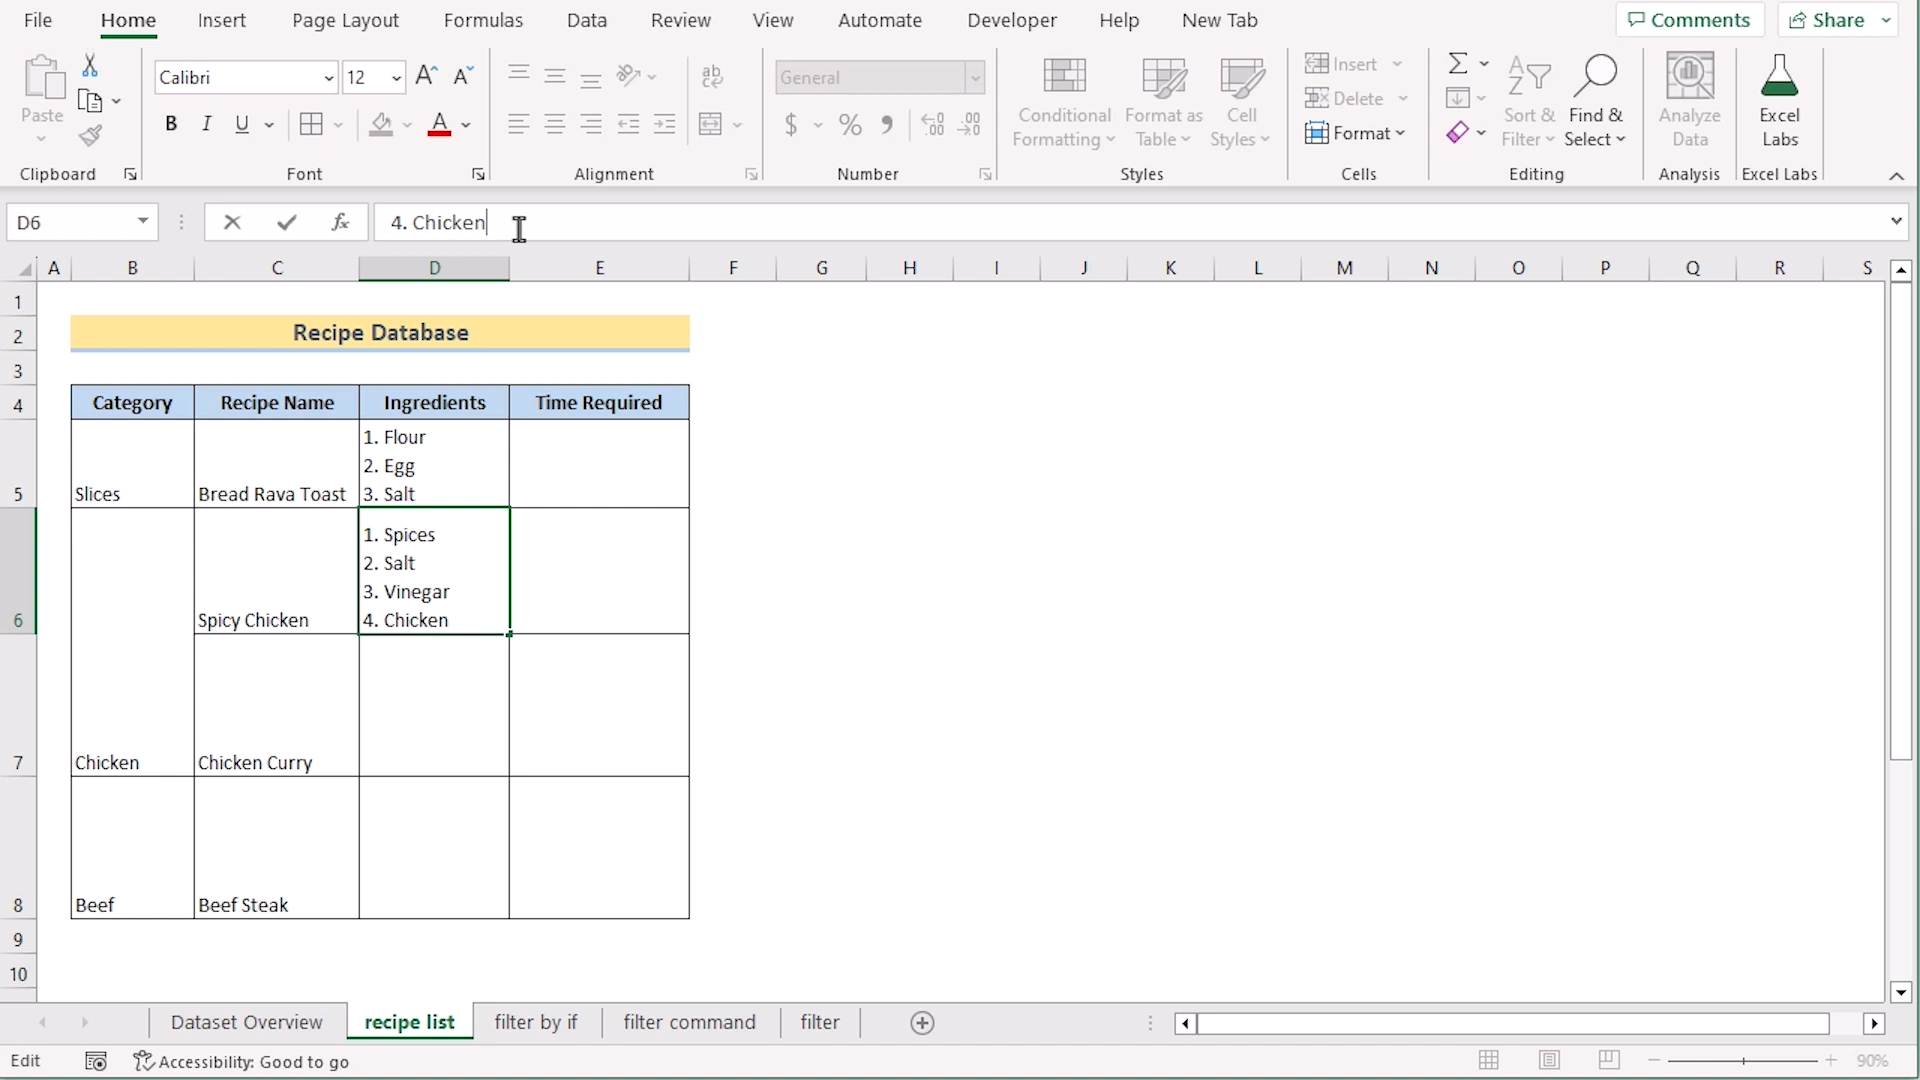 File Home Insert Page Layout Formulas Data Review View Automate Developer Help New Tab Comments Share
Paste
Clipboard
Calibri 12
B I U A
Font
ab
Alignment
General
$ % 9
Number
Conditional Formatting
Format as Table
Cell Styles
Styles
Insert
Delete
Format
Cells
Sort & Filter
Find & Select
Editing
Analyze Data
Analysis
Excel Labs
Excel Labs
D6 fx 4. Chicken
A B C D E F G H I J K L M N O P Q R S
1
2 Recipe Database
3
4 Category Recipe Name Ingredients Time Required
1. Flour
2. Egg
5 Slices Bread Rava Toast 3. Salt
1. Spices
2. Salt
3. Vinegar
6 Spicy Chicken 4. Chicken
7 Chicken Chicken Curry
8 Beef Beef Steak
9
10
Dataset Overview recipe list filter by if filter command filter
Edit Accessibility: Good to go 90%